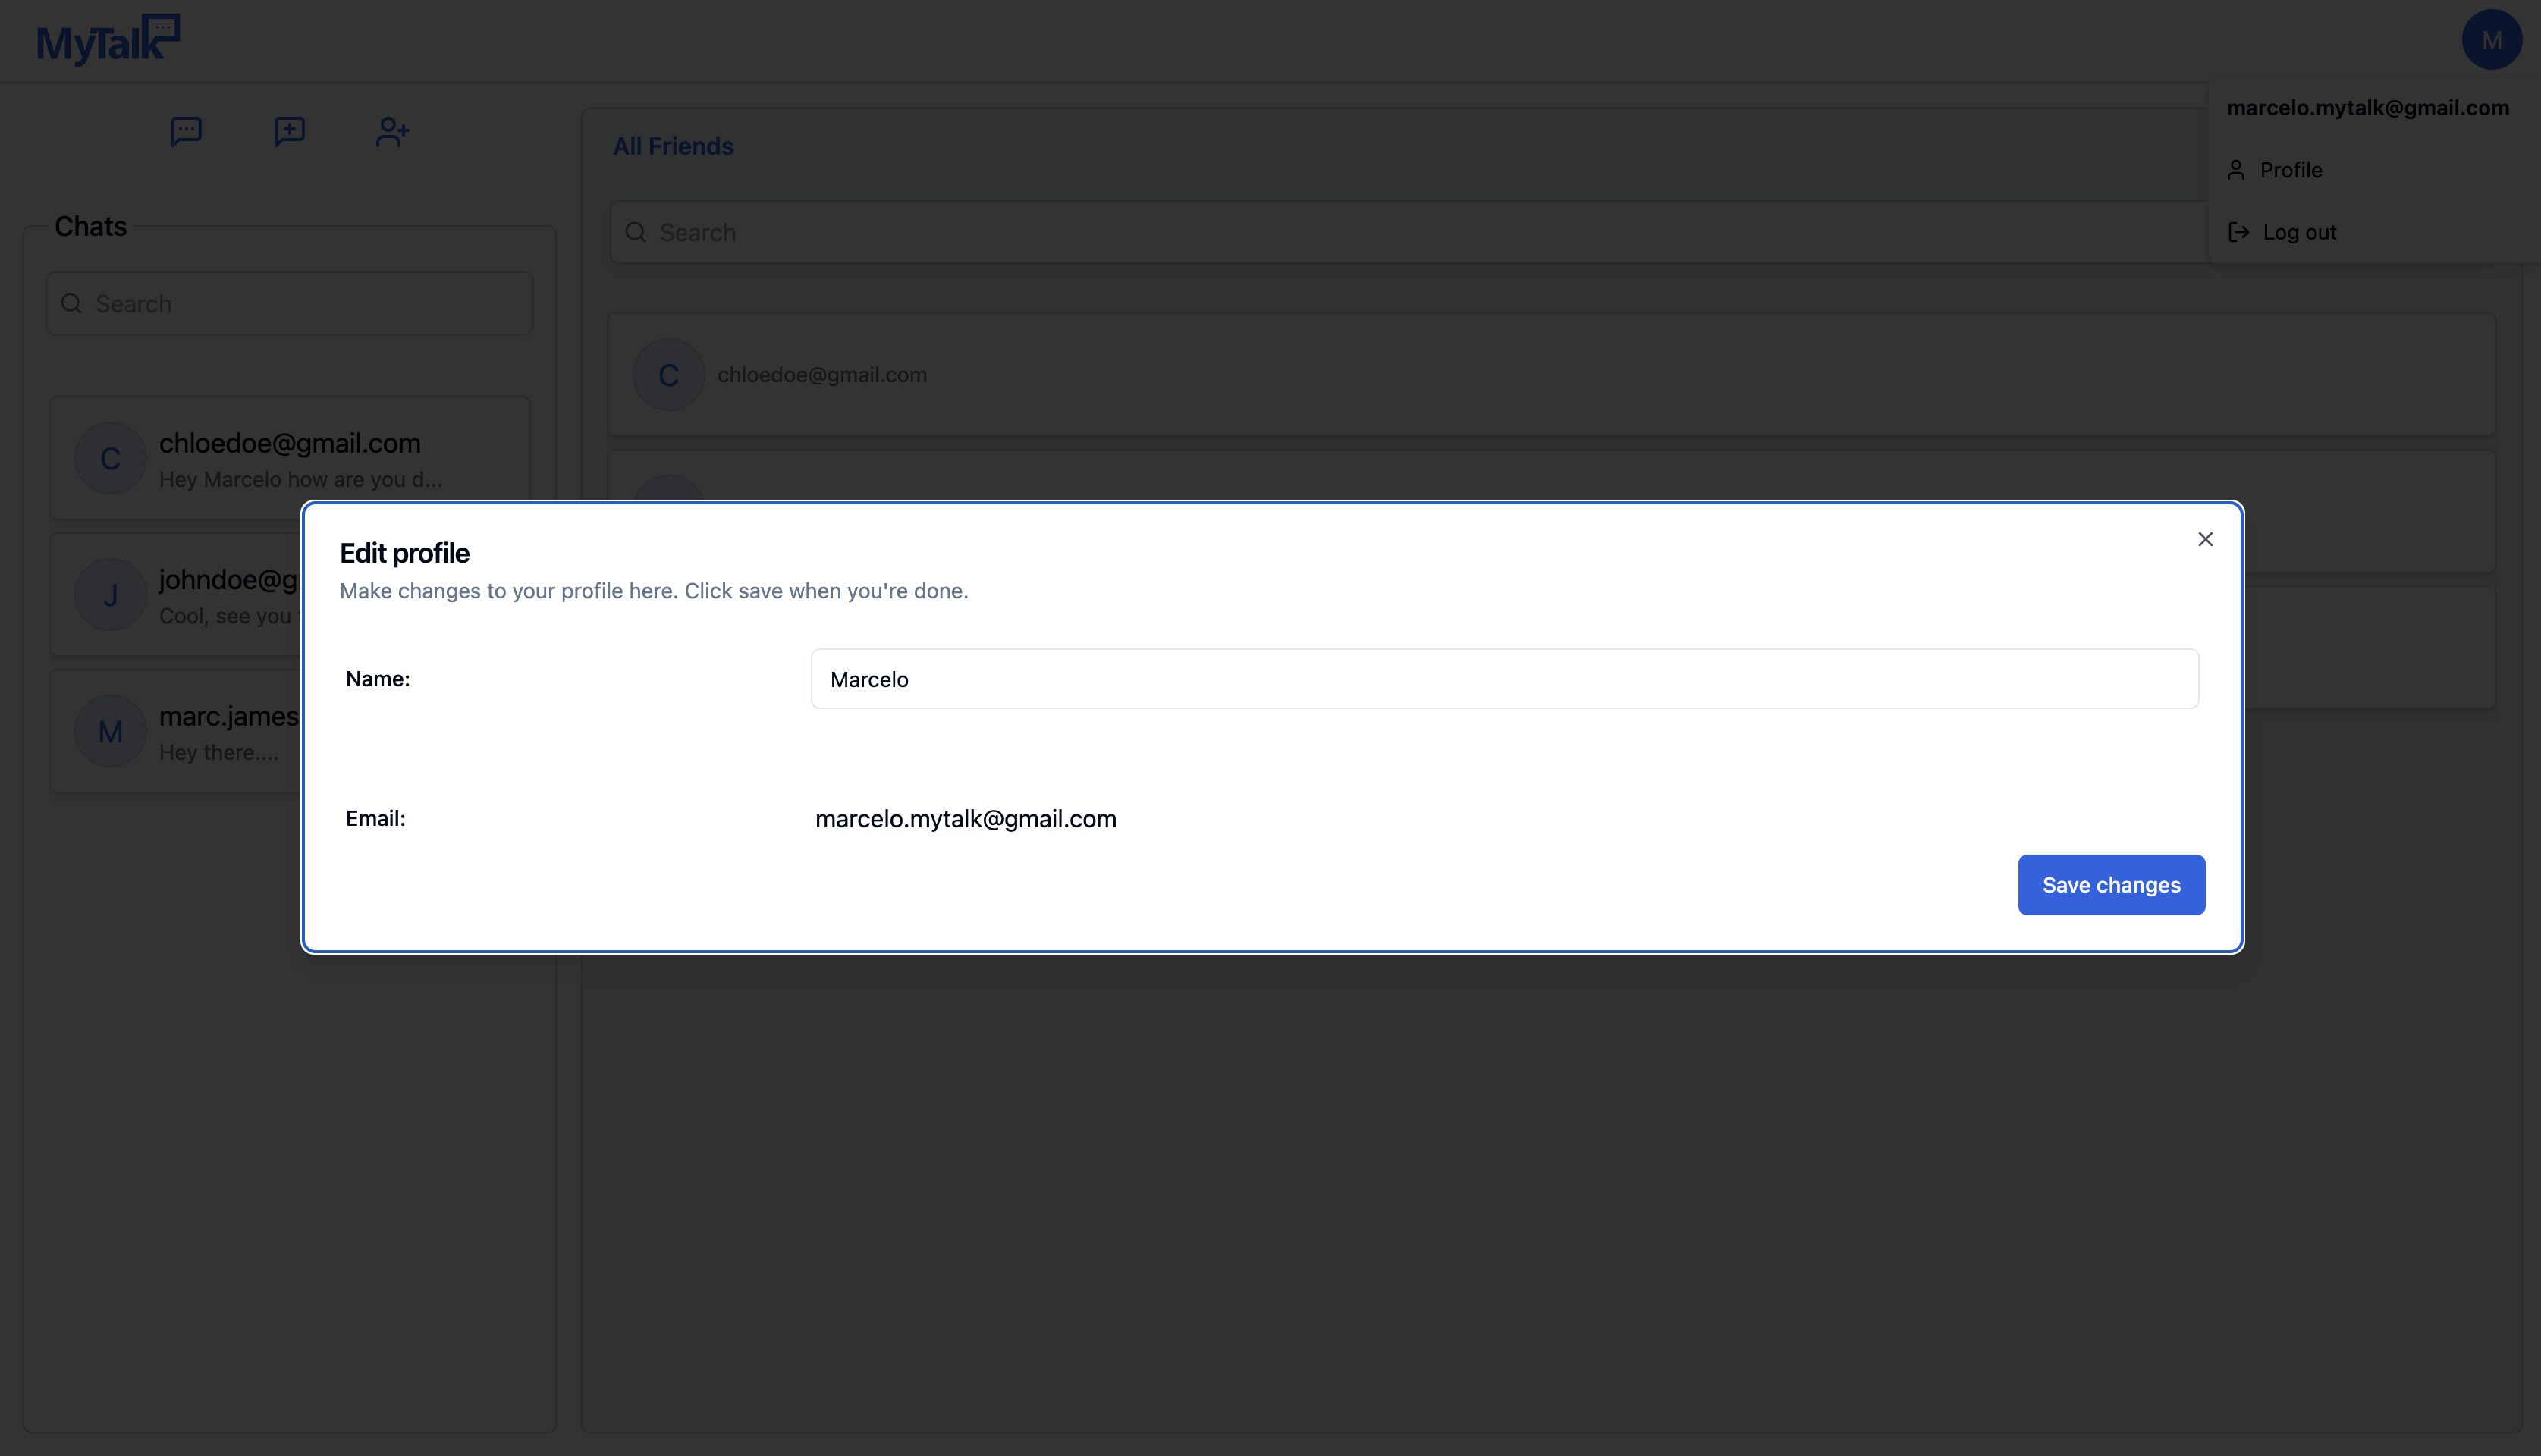 MyTalk
M
marcelo.mytalk@gmail.com
Profile
Log out
Chats
Search
C
chloedoe@gmail.com
Hey Marcelo how are you d...
J
johndoe@g
Cool, see you
M
marc.james
Hey there....
All Friends
Search
C
chloedoe@gmail.com
Edit profile
Make changes to your profile here. Click save when you're done.
Name:
Marcelo
Email:
marcelo.mytalk@gmail.com
Save changes